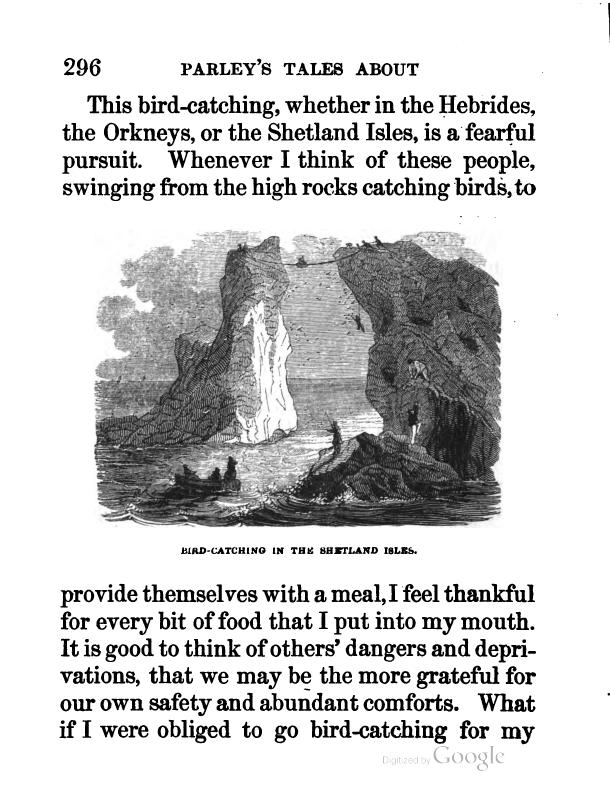 296 PARLEY'S TALES ABOUT
This bird-catching, whether in the Hebrides,
the Orkneys, or the Shetland Isles, is a fearful
pursuit. Whenever I think of these people,
swinging from the high rocks catching birds, to
BIRD-CATCHING IN THE SHETLAND ISLES.
provide themselves with a meal, I feel thankful
for every bit of food that I put into my mouth.
It is good to think of others' dangers and depri-
vations, that we may be the more grateful for
our own safety and abundant comforts. What
if I were obliged to go bird-catching for my
Digitized by Google